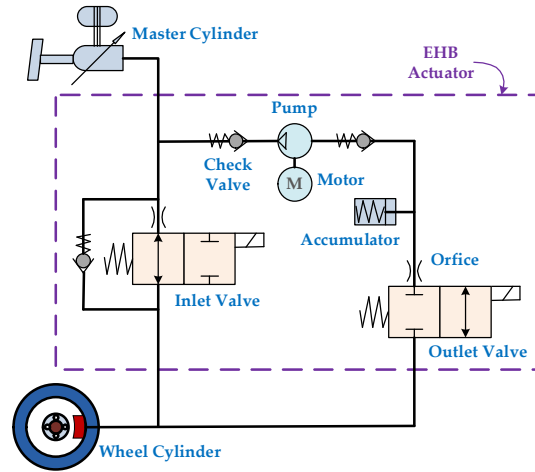 Master Cylinder
EHB
Actuator
Pump
Check
Valve
M
Motor
Accumulator
Orfice
Inlet Valve
Outlet Valve
Wheel Cylinder